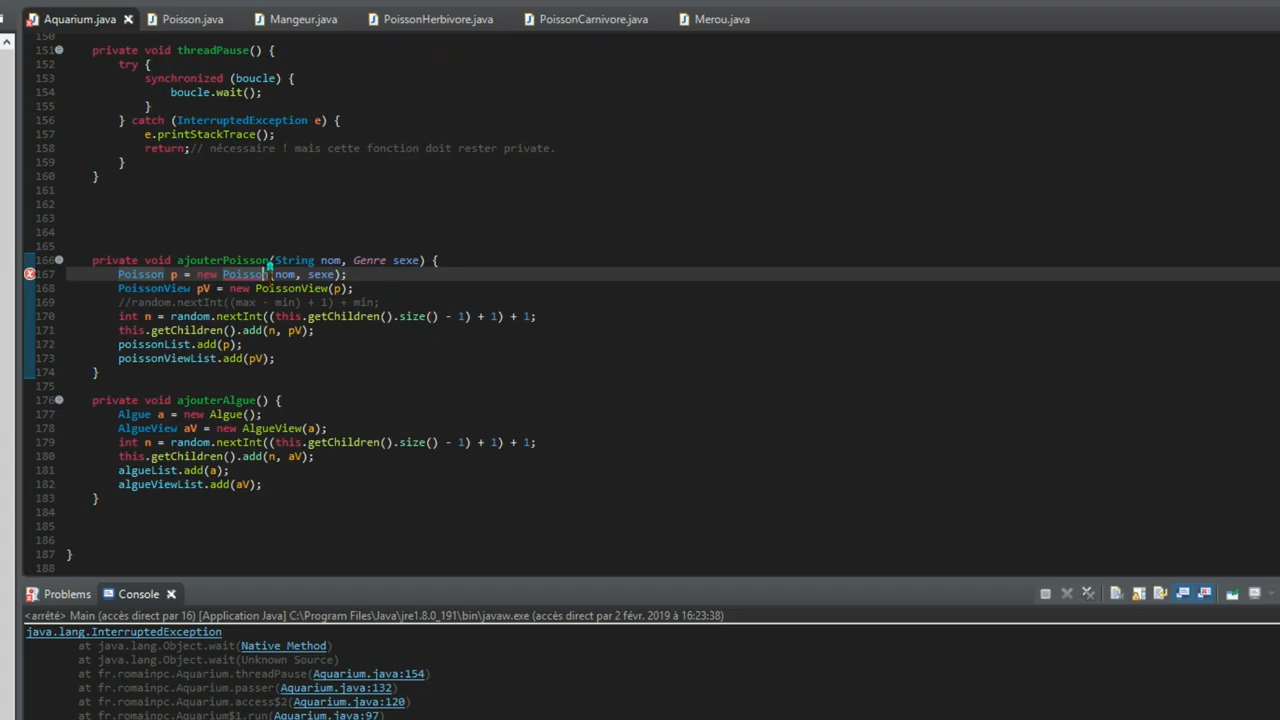 Aquarium.java Poisson.java Mangeur.java PoissonHerbivore.java PoissonCarnivore.java Merou.java
150
151 private void threadPause() {
152 try {
153 synchronized (boucle) {
154 boucle.wait();
155 }
156 } catch (InterruptedException e) {
157 e.printStackTrace();
158 return;// nécessaire ! mais cette fonction doit rester private.
159 }
160 }
161
162
163
164
165
166 private void ajouterPoisson(String nom, Genre sexe) {
167 Poisson p = new Poisson(nom, sexe);
168 PoissonView pV = new PoissonView(p);
169 //random.nextInt((max - min) + 1) + min;
170 int n = random.nextInt((this.getChildren().size() - 1) + 1) + 1;
171 this.getChildren().add(n, pV);
172 poissonList.add(p);
173 poissonViewList.add(pV);
174 }
175
176 private void ajouterAlgue() {
177 Algue a = new Algue();
178 AlgueView aV = new AlgueView(a);
179 int n = random.nextInt((this.getChildren().size() - 1) + 1) + 1;
180 this.getChildren().add(n, aV);
181 algueList.add(a);
182 algueViewList.add(aV);
183 }
184
185
186
187 }
188
Problems Console
<arrêté> Main (accès direct par 16) [Application Java] C:\Program Files\Java\jre1.8.0_191\bin\javaw.exe (accès direct par 2 févr. 2019 à 16:23:38)
java.lang.InterruptedException
at java.lang.Object.wait(Native Method)
at java.lang.Object.wait(Unknown Source)
at fr.romainpc.Aquarium.threadPause(Aquarium.java:154)
at fr.romainpc.Aquarium.passer(Aquarium.java:132)
at fr.romainpc.Aquarium.access$2(Aquarium.java:120)
at fr.romainpc.Aquarium$1.run(Aquarium.java:97)